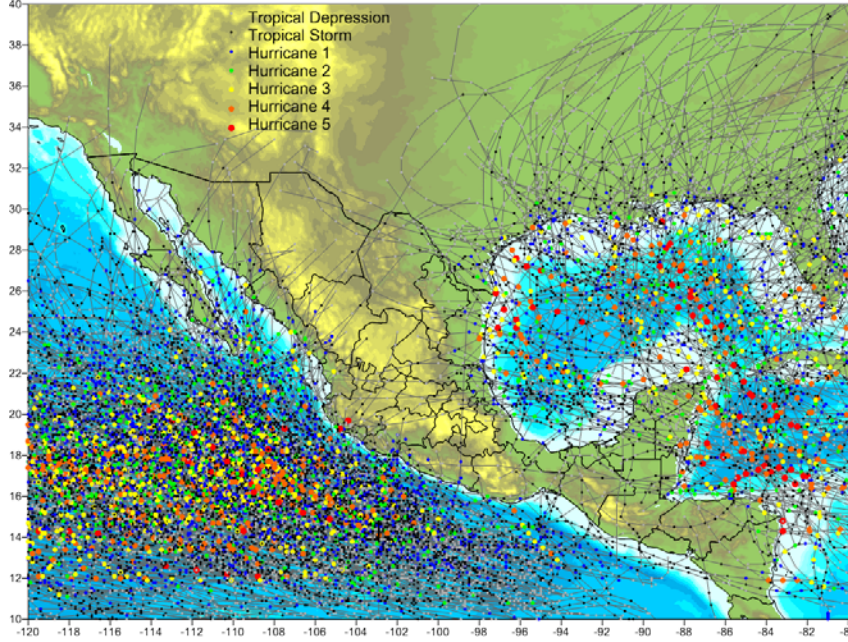 Tropical Depression
Tropical Storm
Hurricane 1
Hurricane 2
Hurricane 3
Hurricane 4
Hurricane 5
40
38
36
34
32
30
28
26
24
22
20
18
16
14
12
10
-120 -118 -116 -114 -112 -110 -108 -106 -104 -102 -100 -98 -96 -94 -92 -90 -88 -86 -84 -82 -80